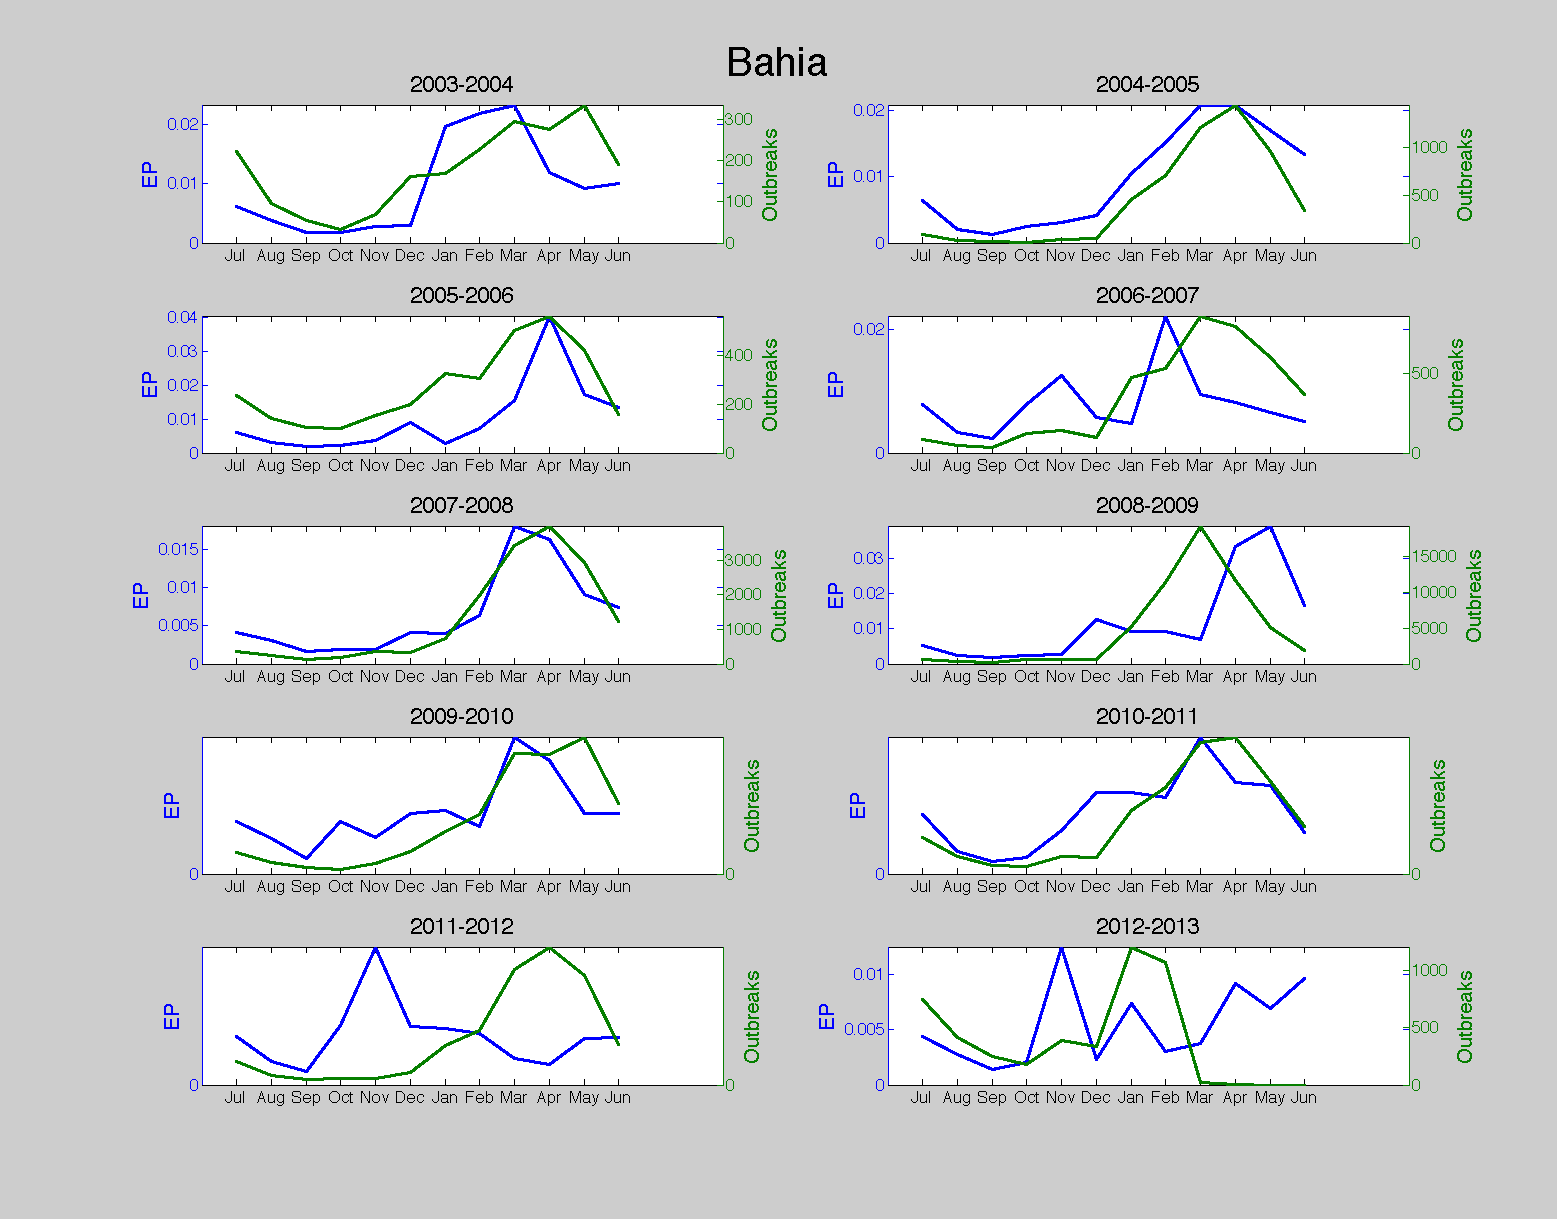 Bahia
2003-2004
0.02
0.01
0
EP
300
200
100
0
Outbreaks
Jul Aug Sep Oct Nov Dec Jan Feb Mar Apr May Jun
2004-2005
0.02
0.01
0
EP
1000
500
0
Outbreaks
Jul Aug Sep Oct Nov Dec Jan Feb Mar Apr May Jun
2005-2006
0.04
0.03
0.02
0.01
0
EP
400
200
0
Outbreaks
Jul Aug Sep Oct Nov Dec Jan Feb Mar Apr May Jun
2006-2007
0.02
0
EP
500
0
Outbreaks
Jul Aug Sep Oct Nov Dec Jan Feb Mar Apr May Jun
2007-2008
0.015
0.01
0.005
0
EP
3000
2000
1000
0
Outbreaks
Jul Aug Sep Oct Nov Dec Jan Feb Mar Apr May Jun
2008-2009
0.03
0.02
0.01
0
EP
15000
10000
5000
0
Outbreaks
Jul Aug Sep Oct Nov Dec Jan Feb Mar Apr May Jun
2009-2010
0
EP
0
Outbreaks
Jul Aug Sep Oct Nov Dec Jan Feb Mar Apr May Jun
2010-2011
0
EP
0
Outbreaks
Jul Aug Sep Oct Nov Dec Jan Feb Mar Apr May Jun
2011-2012
0
EP
0
Outbreaks
Jul Aug Sep Oct Nov Dec Jan Feb Mar Apr May Jun
2012-2013
0.01
0.005
0
EP
1000
500
0
Outbreaks
Jul Aug Sep Oct Nov Dec Jan Feb Mar Apr May Jun